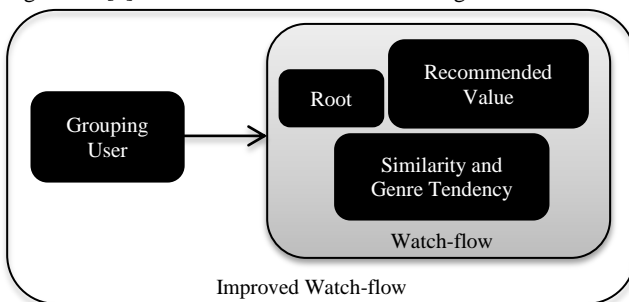 Grouping
User
Root
Recommended
Value
Similarity and
Genre Tendency
Watch-flow
Improved Watch-flow